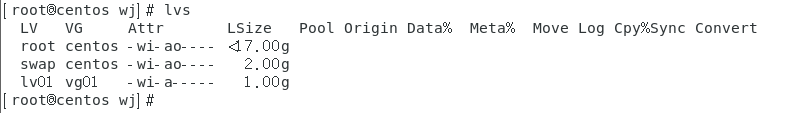 [root@centos wj]# lvs
  LV   VG     Attr       LSize   Pool Origin Data%  Meta%  Move Log Cpy%Sync Convert
  root centos -wi-ao---- <17.00g
  swap centos -wi-ao----   2.00g
  lv01 vg01   -wi-a-----   1.00g
[root@centos wj]#